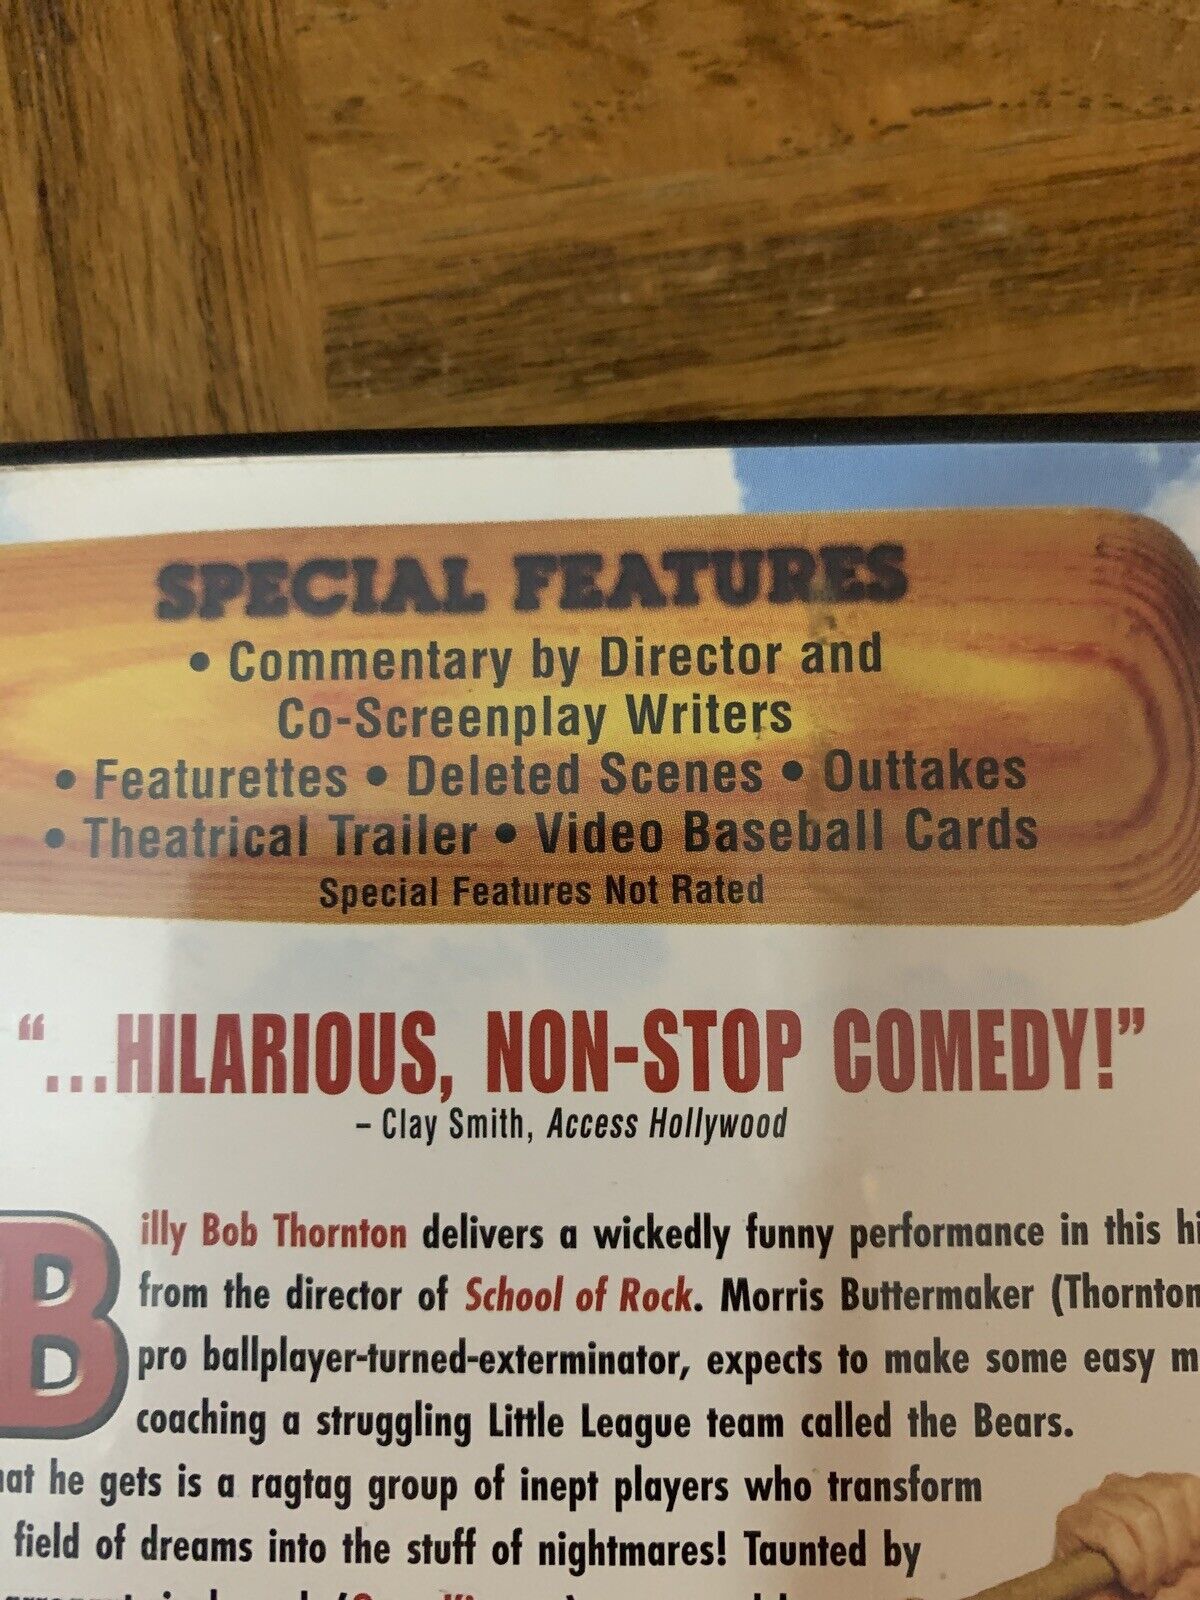 SPECIAL FEATURES
• Commentary by Director and
Co-Screenplay Writers
• Featurettes • Deleted Scenes • Outtakes
• Theatrical Trailer • Video Baseball Cards
Special Features Not Rated
“...HILARIOUS, NON-STOP COMEDY!”
– Clay Smith, Access Hollywood
Billy Bob Thornton delivers a wickedly funny performance in this
from the director of School of Rock. Morris Buttermaker (Thornton
pro ballplayer-turned-exterminator, expects to make some easy
coaching a struggling Little League team called the Bears.
he gets is a ragtag group of inept players who transform
field of dreams into the stuff of nightmares! Taunted by